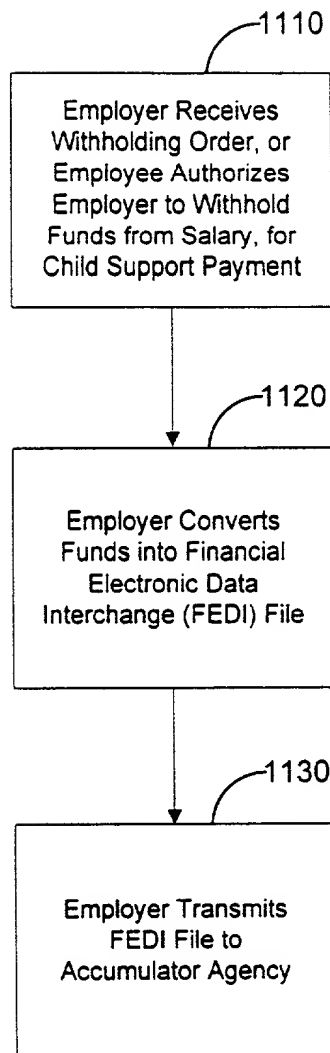 1110
Employer Receives
Withholding Order, or
Employee Authorizes
Employer to Withhold
Funds from Salary, for
Child Support Payment
1120
Employer Converts
Funds into Financial
Electronic Data
Interchange (FEDI) File
1130
Employer Transmits
FEDI File to
Accumulator Agency